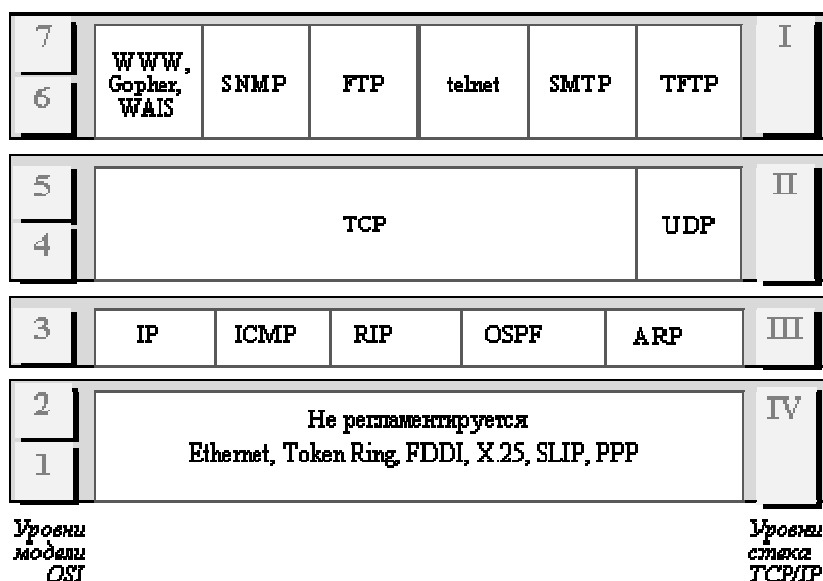 7
6
WWW,
Gopher,
WAIS
SNMP
FTP
telnet
SMTP
TFTP
I
5
4
TCP
UDP
II
3
IP
ICMP
RIP
OSPF
ARP
III
2
1
Не регламентируется
Ethernet, Token Ring, FDDI, X.25, SLIP, PPP
IV
Уровни
модели
OSI
Уровни
стека
TCP/IP